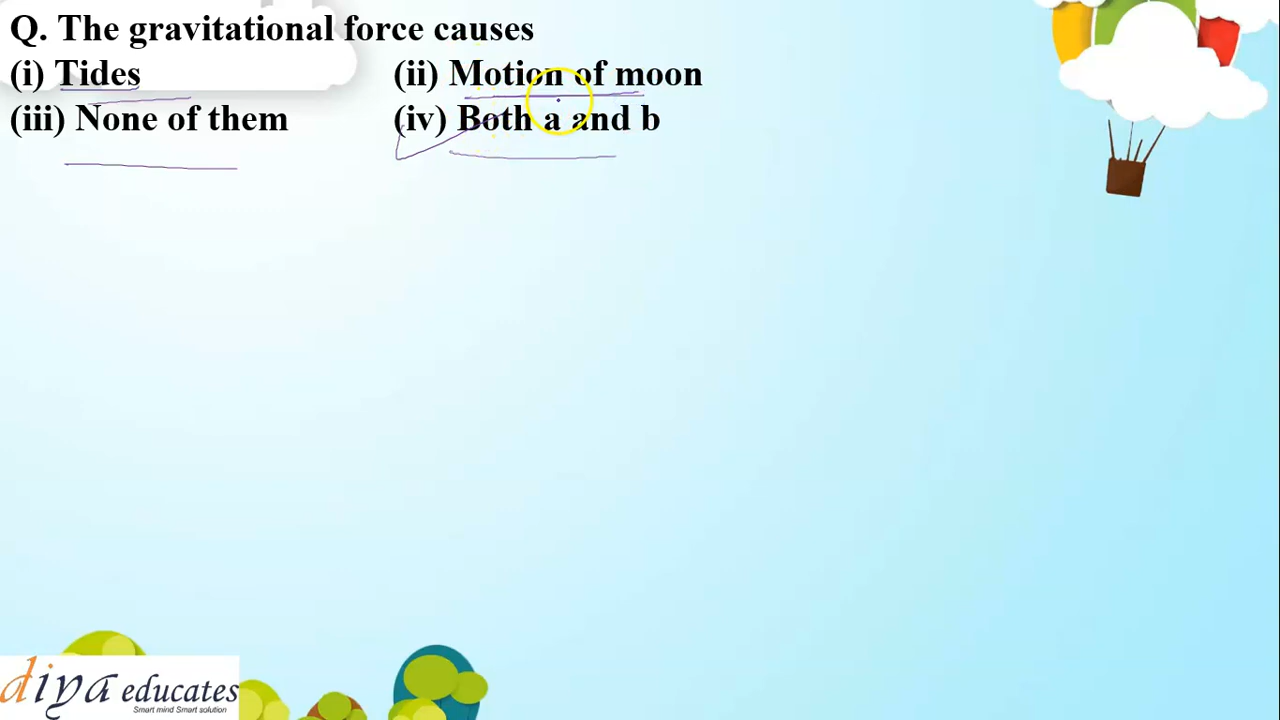 Q. The gravitational force causes
(i) Tides (ii) Motion of moon
(iii) None of them (iv) Both a and b
diya educates
Smart mind Smart solution